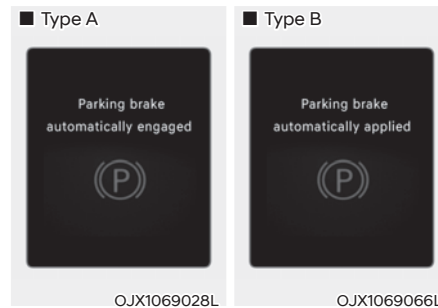 ■ Type A
Parking brake
automatically engaged
P
OJX1069028L
■ Type B
Parking brake
automatically applied
P
OJX1069066L